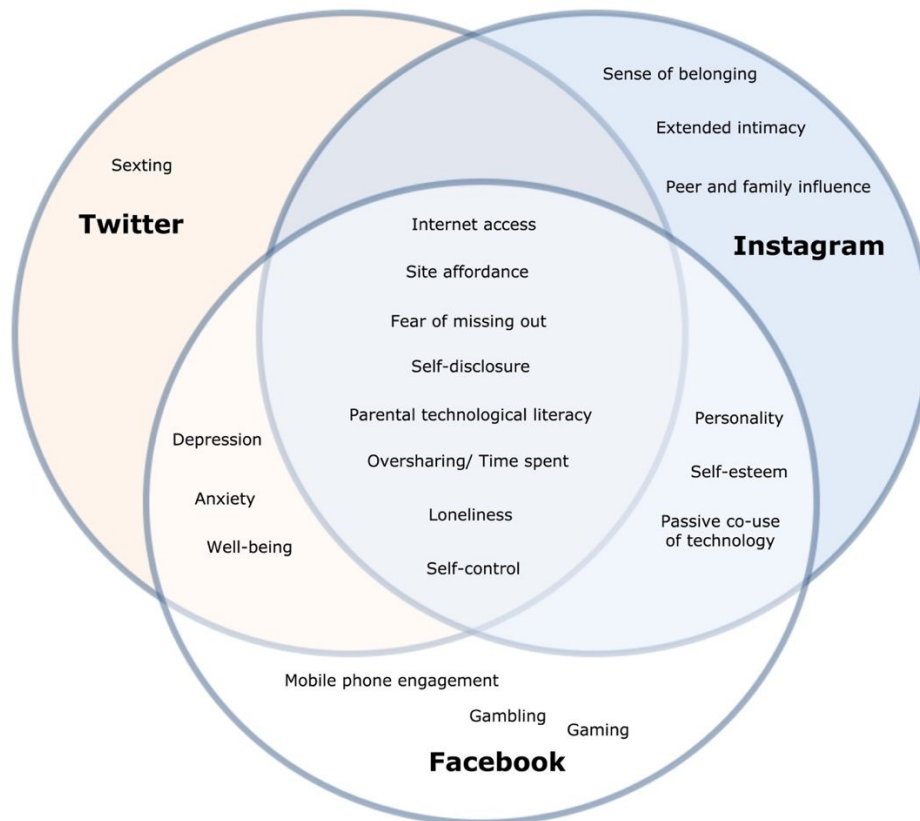 Sense of belonging
Extended intimacy
Sexting
Peer and family influence
Twitter
Internet access
Instagram
Site affordance
Fear of missing out
Self-disclosure
Parental technological literacy
Personality
Depression
Oversharing/ Time spent
Self-esteem
Anxiety
Loneliness
Passive co-use
of technology
Well-being
Self-control
Mobile phone engagement
Gambling
Gaming
Facebook